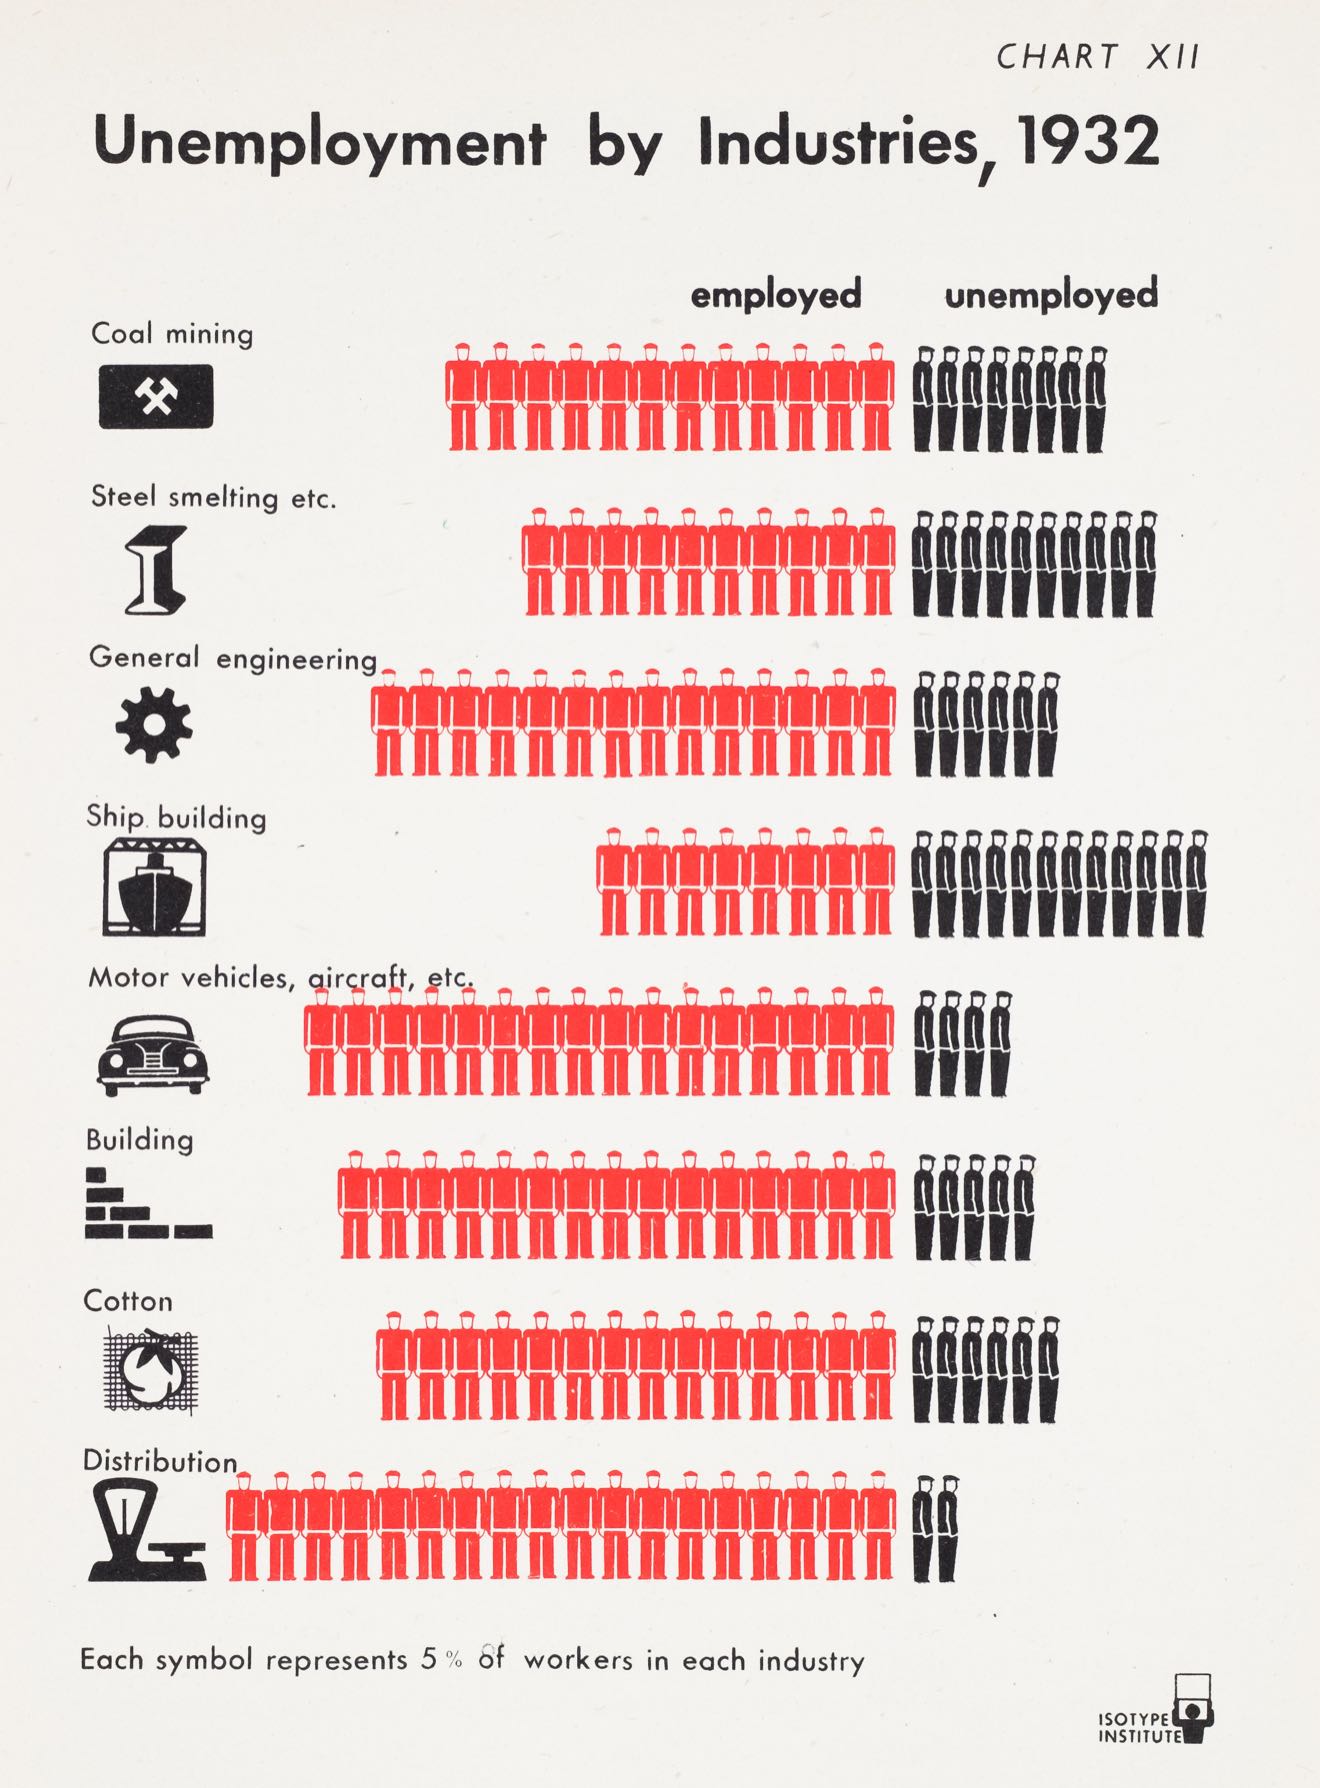 CHART XII
Unemployment by Industries, 1932
employed unemployed
Coal mining
Steel smelting etc.
General engineering
Ship building
Motor vehicles, aircraft, etc.
Building
Cotton
Distribution
Each symbol represents 5% of workers in each industry
ISOTYPE
INSTITUTE